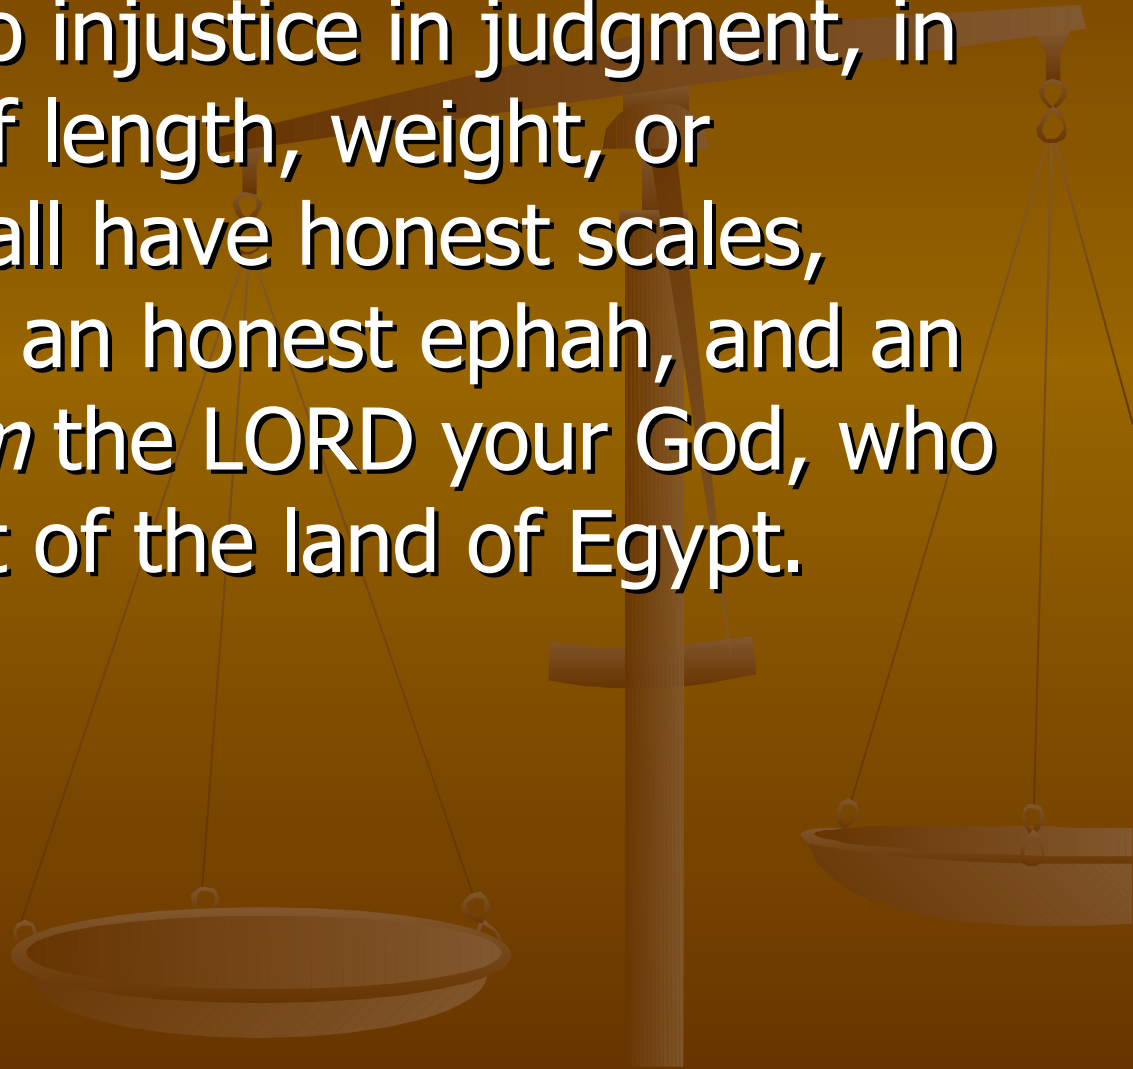 o injustice in judgment, in
f length, weight, or
all have honest scales,
an honest ephah, and an
m the LORD your God, who
t of the land of Egypt.